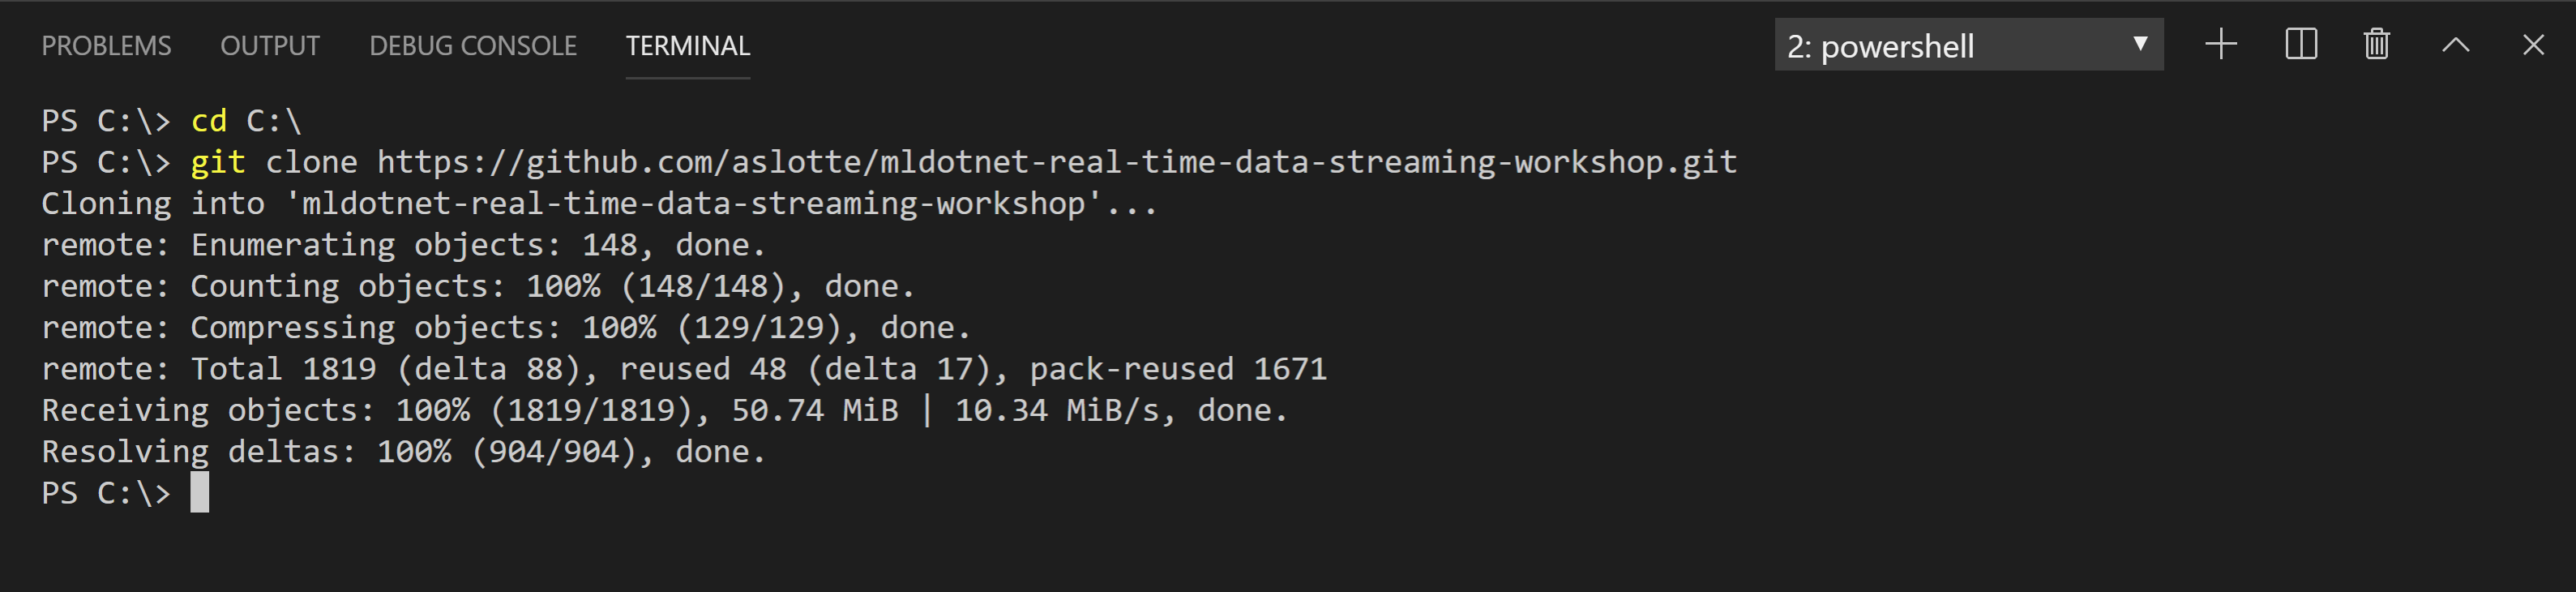 PROBLEMS OUTPUT DEBUG CONSOLE TERMINAL 2: powershell
PS C:\> cd C:\
PS C:\> git clone https://github.com/aslotte/mldotnet-real-time-data-streaming-workshop.git
Cloning into 'mldotnet-real-time-data-streaming-workshop'...
remote: Enumerating objects: 148, done.
remote: Counting objects: 100% (148/148), done.
remote: Compressing objects: 100% (129/129), done.
remote: Total 1819 (delta 88), reused 48 (delta 17), pack-reused 1671
Receiving objects: 100% (1819/1819), 50.74 MiB | 10.34 MiB/s, done.
Resolving deltas: 100% (904/904), done.
PS C:\>